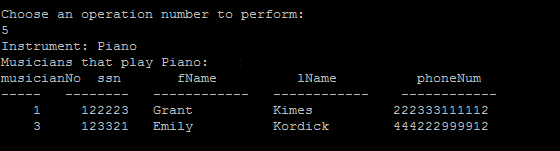 Choose an operation number to perform:
5
Instrument: Piano
Musicians that play Piano:
musicianNo  ssn       fName          lName           phoneNum
-----   --------   -------------   -------------    -------------
    1     122223   Grant           Kimes           222333111112
    3     123321   Emily           Kordick         444222999912